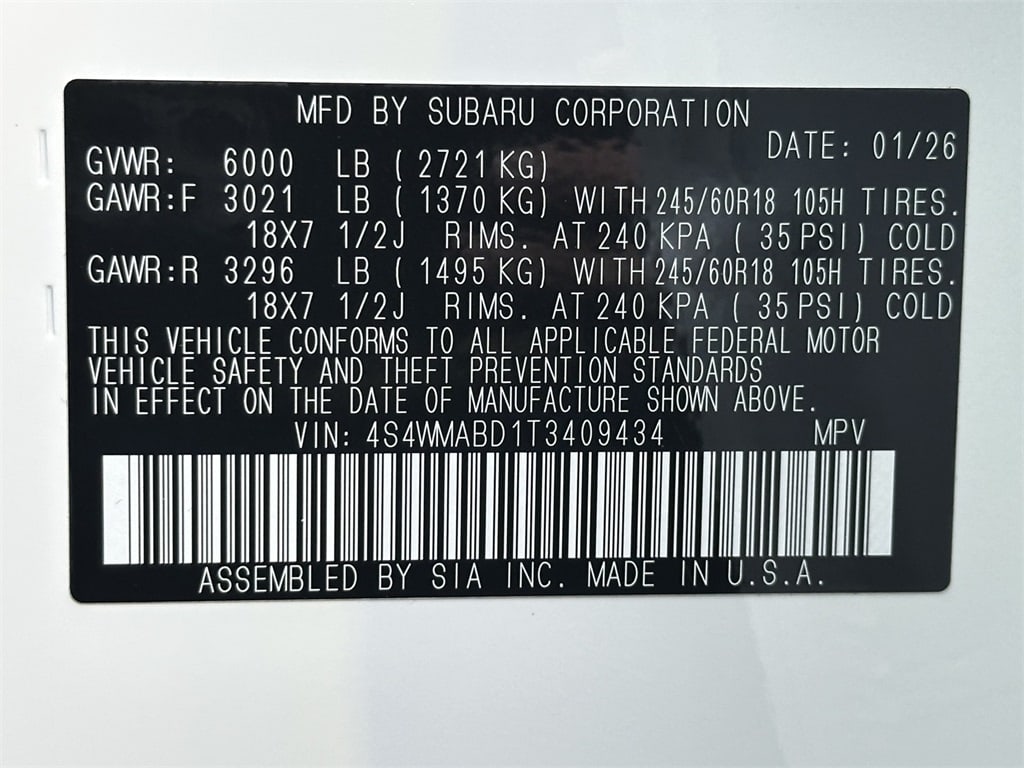 MFD BY SUBARU CORPORATION
DATE: 01/26
GVWR: 6000 LB ( 2721 KG)
GAWR:F 3021 LB ( 1370 KG) WITH 245/60R18 105H TIRES.
18X7 1/2J RIMS. AT 240 KPA ( 35 PSI) COLD
GAWR:R 3296 LB ( 1495 KG) WITH 245/60R18 105H TIRES.
18X7 1/2J RIMS. AT 240 KPA ( 35 PSI) COLD
THIS VEHICLE CONFORMS TO ALL APPLICABLE FEDERAL MOTOR
VEHICLE SAFETY AND THEFT PREVENTION STANDARDS
IN EFFECT ON THE DATE OF MANUFACTURE SHOWN ABOVE.
VIN: 4S4WMABD1T3409434 MPV
ASSEMBLED BY SIA INC. MADE IN U.S.A.